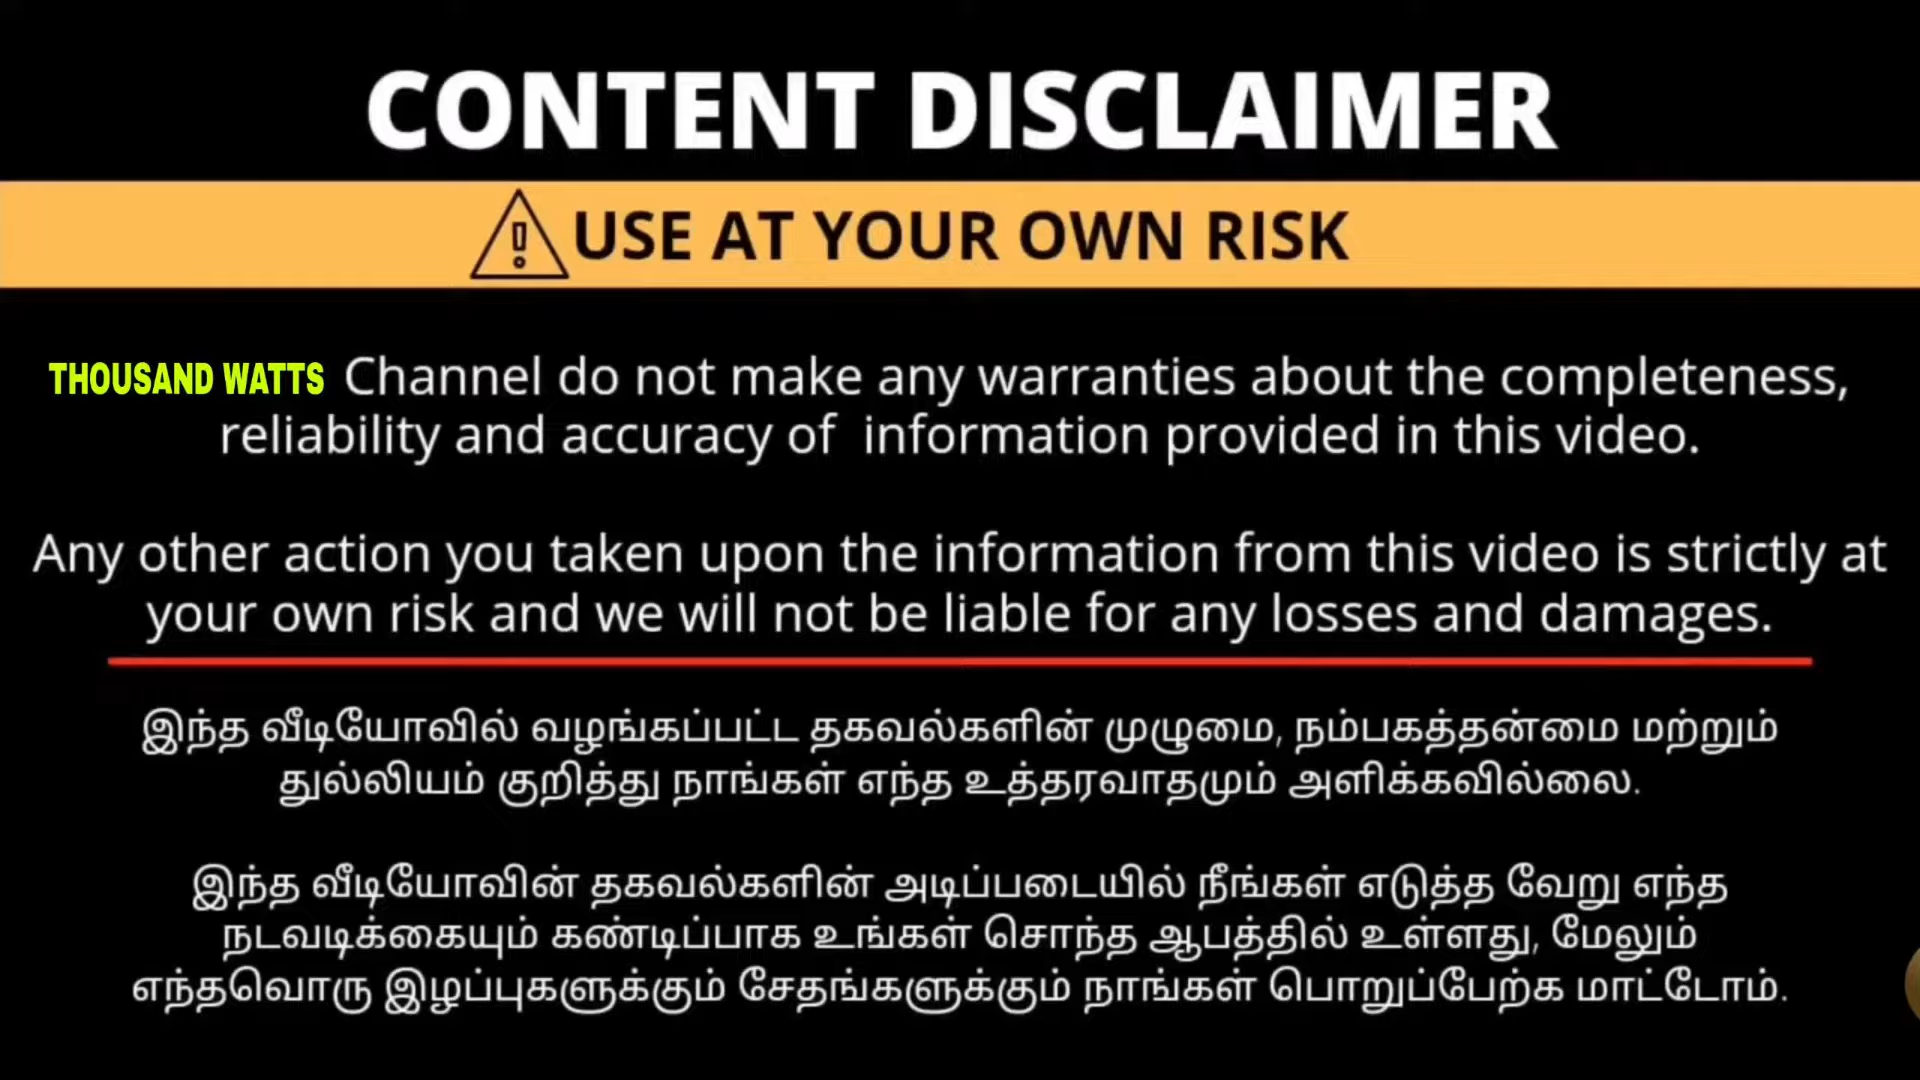 CONTENT DISCLAIMER
USE AT YOUR OWN RISK
THOUSAND WATTS Channel do not make any warranties about the completeness,
reliability and accuracy of information provided in this video.
Any other action you taken upon the information from this video is strictly at
your own risk and we will not be liable for any losses and damages.
இந்த வீடியோவில் வழங்கப்பட்ட தகவல்களின் முழுமை, நம்பகத்தன்மை மற்றும்
துல்லியம் குறித்து நாங்கள் எந்த உத்தரவாதமும் அளிக்கவில்லை.
இந்த வீடியோவின் தகவல்களின் அடிப்படையில் நீங்கள் எடுத்த வேறு எந்த
நடவடிக்கையும் கண்டிப்பாக உங்கள் சொந்த ஆபத்தில் உள்ளது, மேலும்
எந்தவொரு இழப்புகளுக்கும் சேதங்களுக்கும் நாங்கள் பொறுப்பேற்க மாட்டோம்.